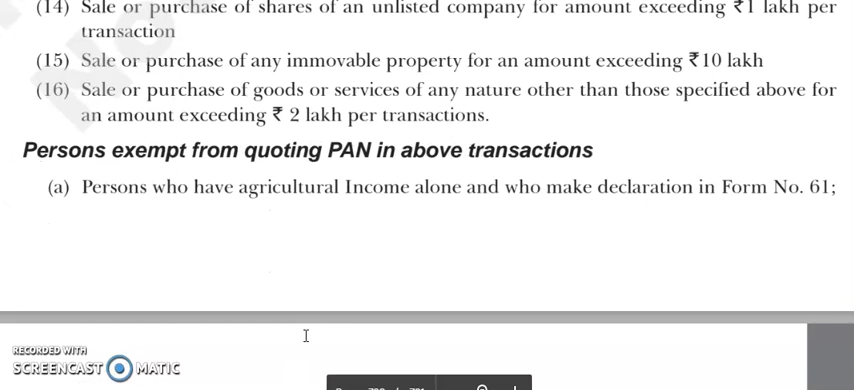 (14) Sale or purchase of shares of an unlisted company for amount exceeding ₹1 lakh per
transaction
(15) Sale or purchase of any immovable property for an amount exceeding ₹10 lakh
(16) Sale or purchase of goods or services of any nature other than those specified above for
an amount exceeding ₹ 2 lakh per transactions.
Persons exempt from quoting PAN in above transactions
(a) Persons who have agricultural Income alone and who make declaration in Form No. 61;
RECORDED WITH
SCREENCAST MATIC